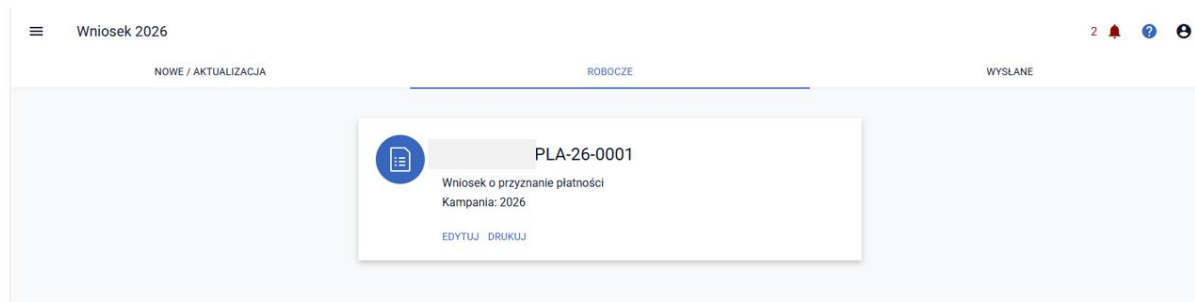 Wniosek 2026
2
NOWE / AKTUALIZACJA
ROBOCZE
WYSŁANE
PLA-26-0001
Wniosek o przyznanie płatności
Kampania: 2026
EDYTUJ DRUKUJ